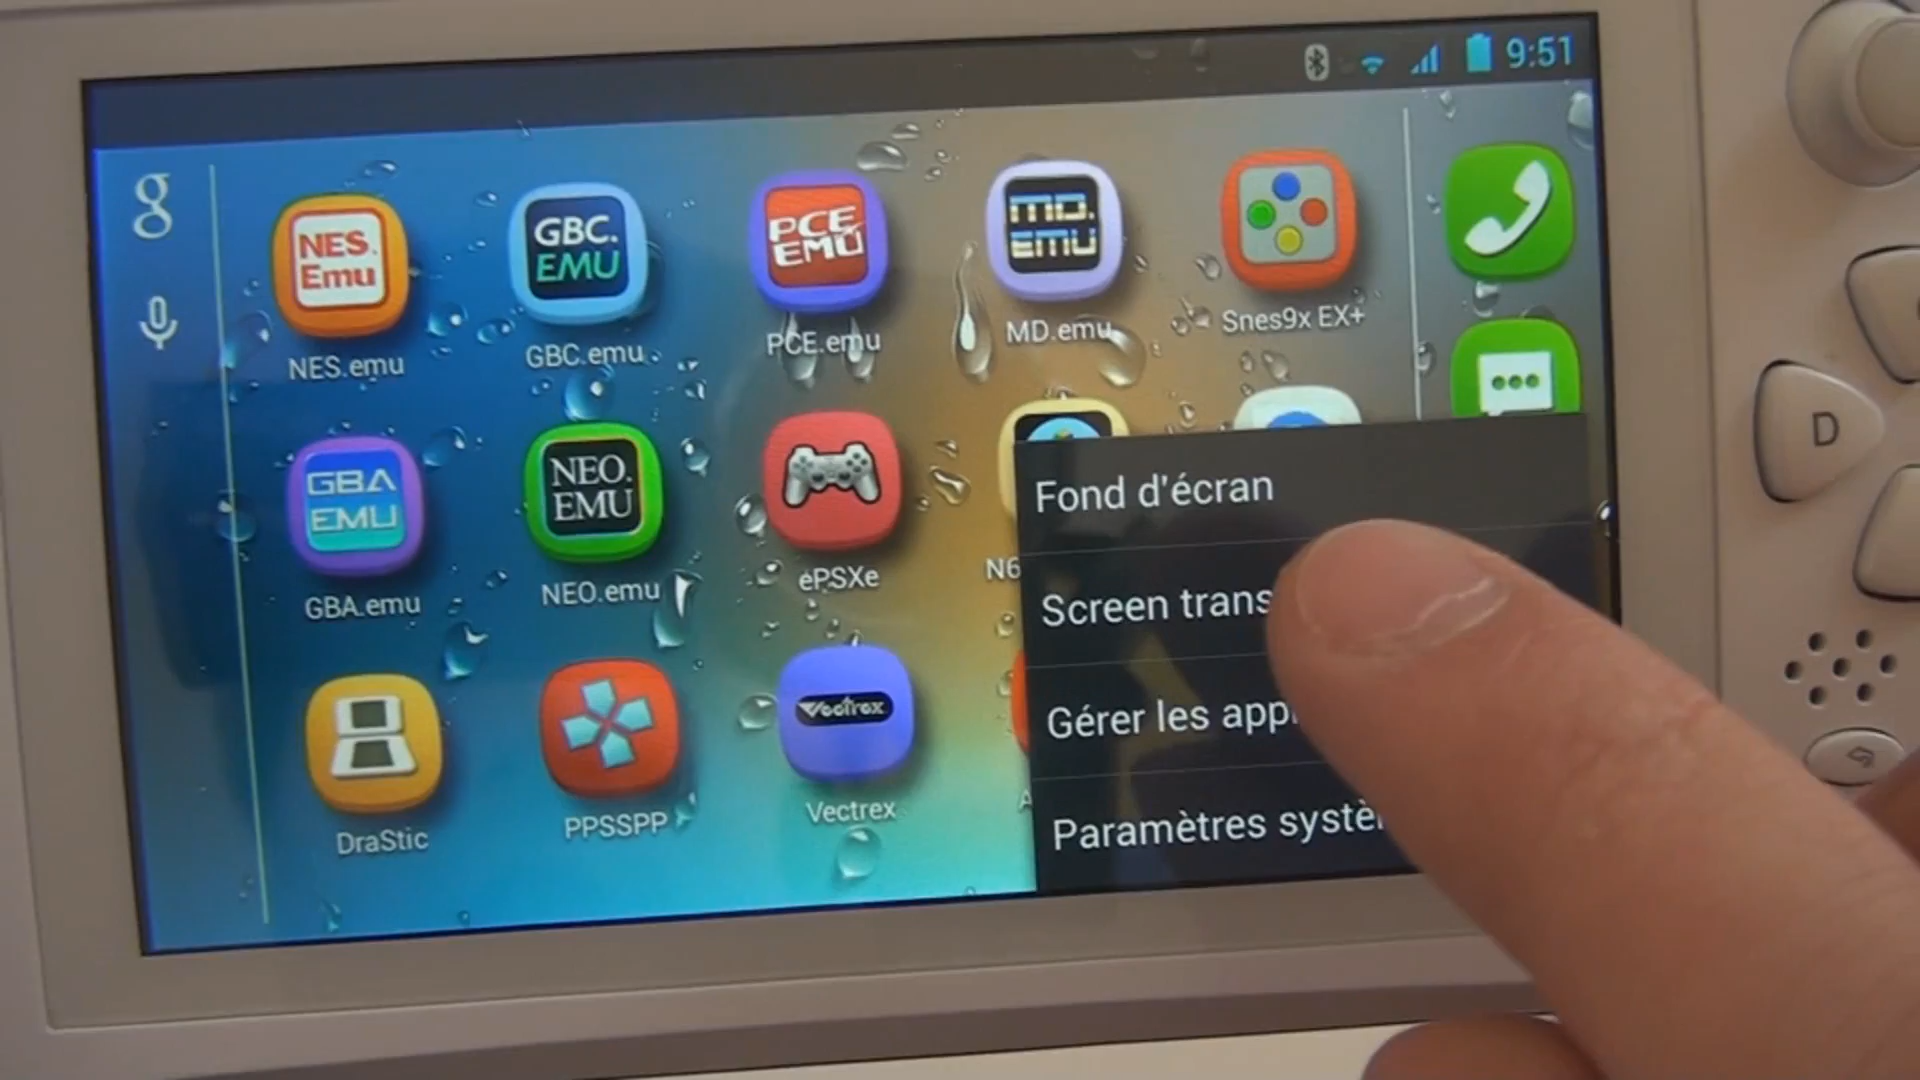 9:51
g
NES.
Emu
NES.emu
GBC.
EMU
GBC.emu
PCE
EMU
PCE.emu
MD.
EMU
MD.emu
Snes9x EX+
GBA
EMU
GBA.emu
NEO.
EMU
NEO.emu
ePSXe
N6
DraStic
PPSSPP
Vectrex
Vectrex
A
Fond d'écran
Screen trans
Gérer les app
Paramètres systè
D